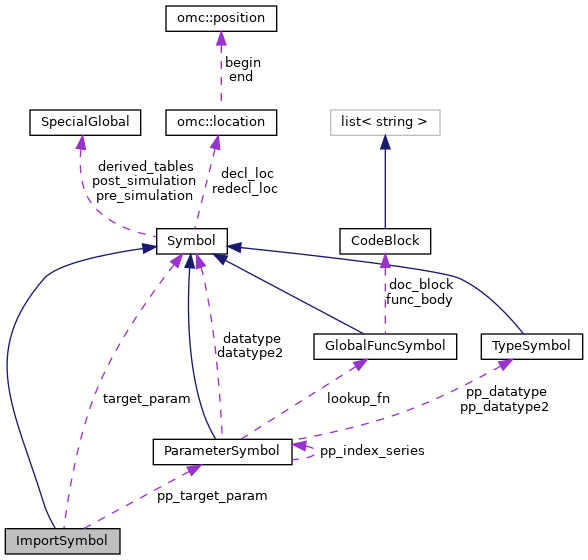 omc::position
begin
end
SpecialGlobal
omc::location
list< string >
derived_tables
post_simulation
pre_simulation
decl_loc
redecl_loc
Symbol
CodeBlock
doc_block
func_body
datatype
datatype2
GlobalFuncSymbol
TypeSymbol
target_param
lookup_fn
pp_datatype
pp_datatype2
ParameterSymbol
pp_index_series
pp_target_param
ImportSymbol